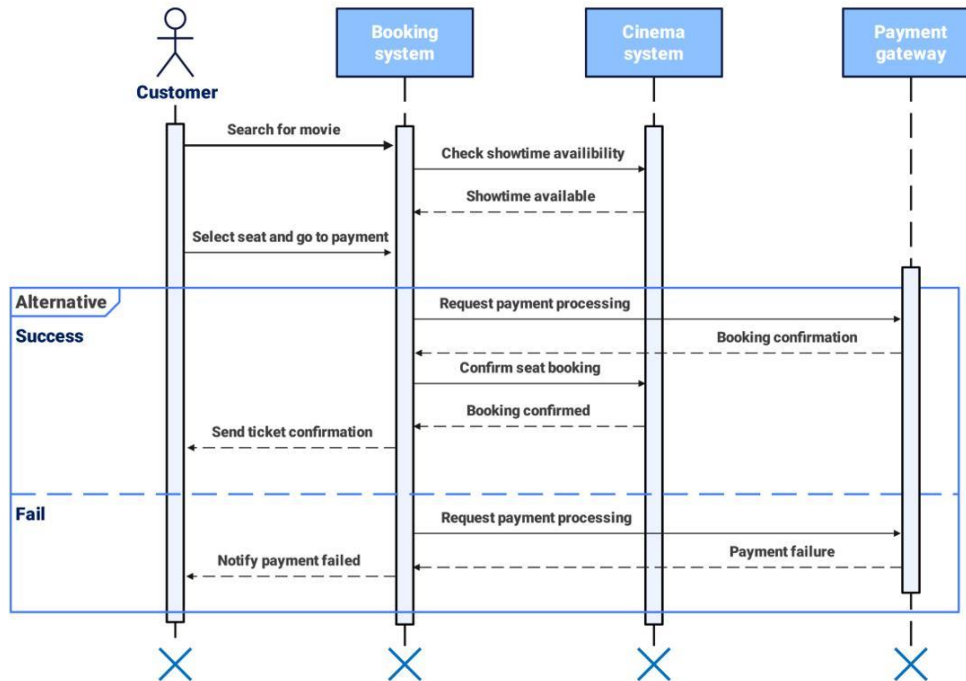 Booking
system
Cinema
system
Payment
gateway
Customer
Search for movie
Check showtime availibility
Showtime available
Select seat and go to payment
Alternative
Request payment processing
Success
Booking confirmation
Confirm seat booking
Booking confirmed
Send ticket confirmation
Fail
Request payment processing
Payment failure
Notify payment failed